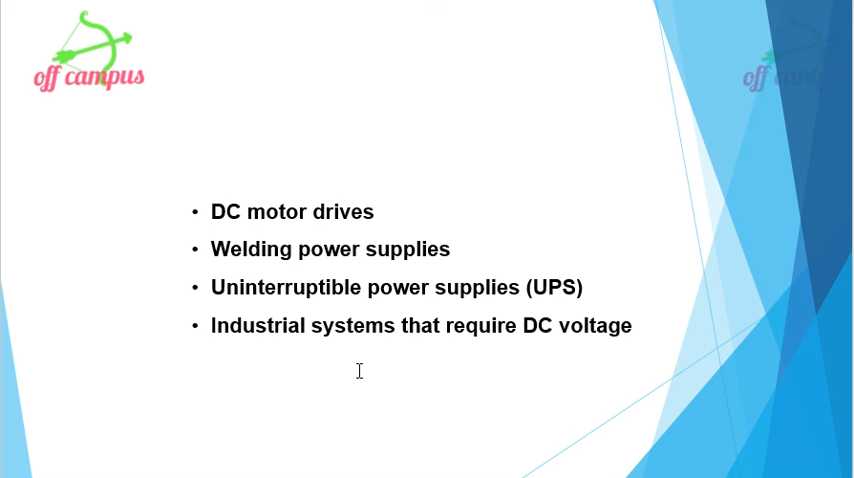 off campus
off campus
• DC motor drives
• Welding power supplies
• Uninterruptible power supplies (UPS)
• Industrial systems that require DC voltage